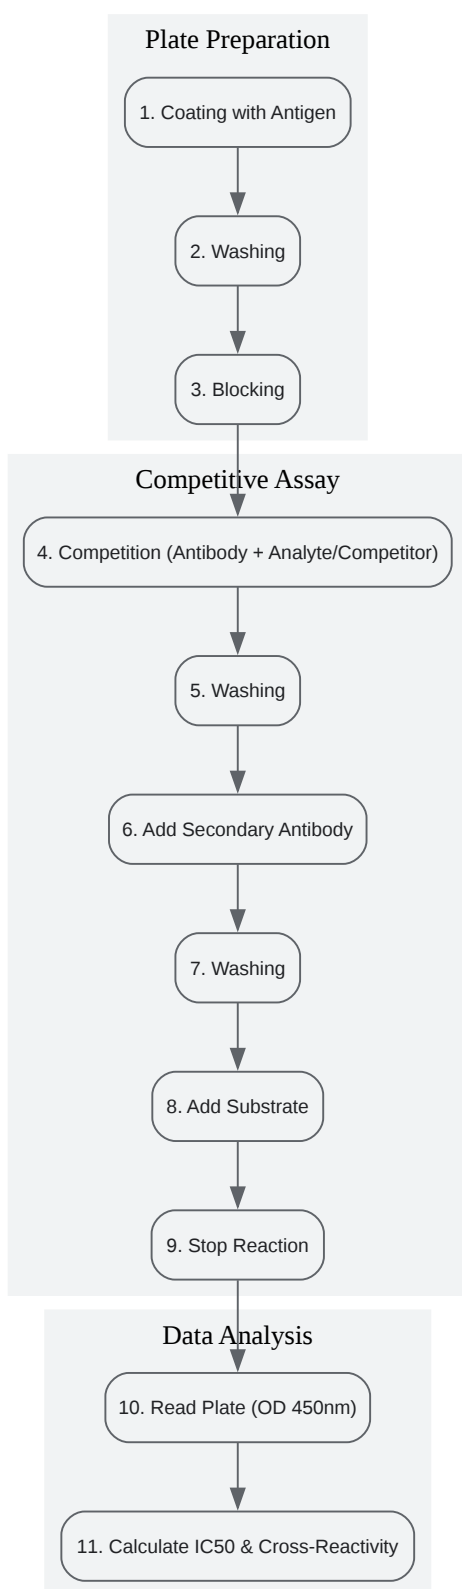 Plate Preparation
1. Coating with Antigen
2. Washing
3. Blocking
Competitive Assay
4. Competition (Antibody + Analyte/Competitor)
5. Washing
6. Add Secondary Antibody
7. Washing
8. Add Substrate
9. Stop Reaction
Data Analysis
10. Read Plate (OD 450nm)
11. Calculate IC50 & Cross-Reactivity